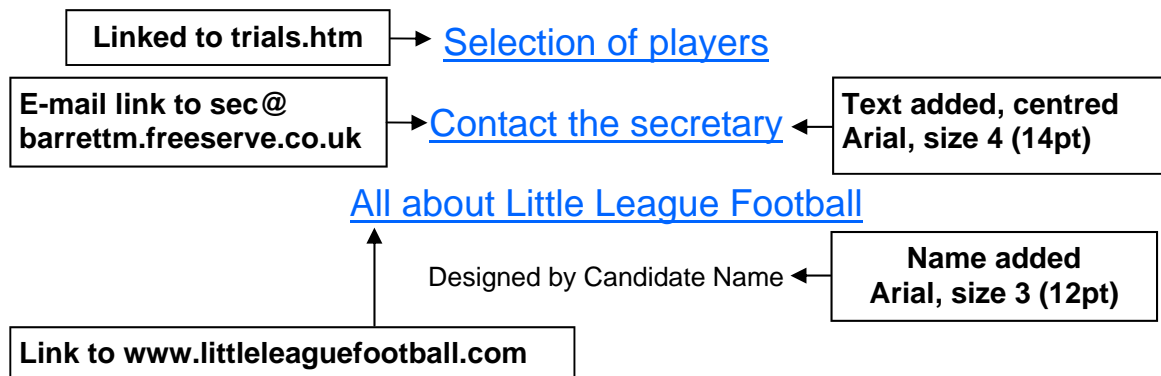 Linked to trials.htm
Selection of players
E-mail link to sec@
barrettm.freeserve.co.uk
Contact the secretary
Text added, centred
Arial, size 4 (14pt)
All about Little League Football
Designed by Candidate Name
Name added
Arial, size 3 (12pt)
Link to www.littleleaguefootball.com